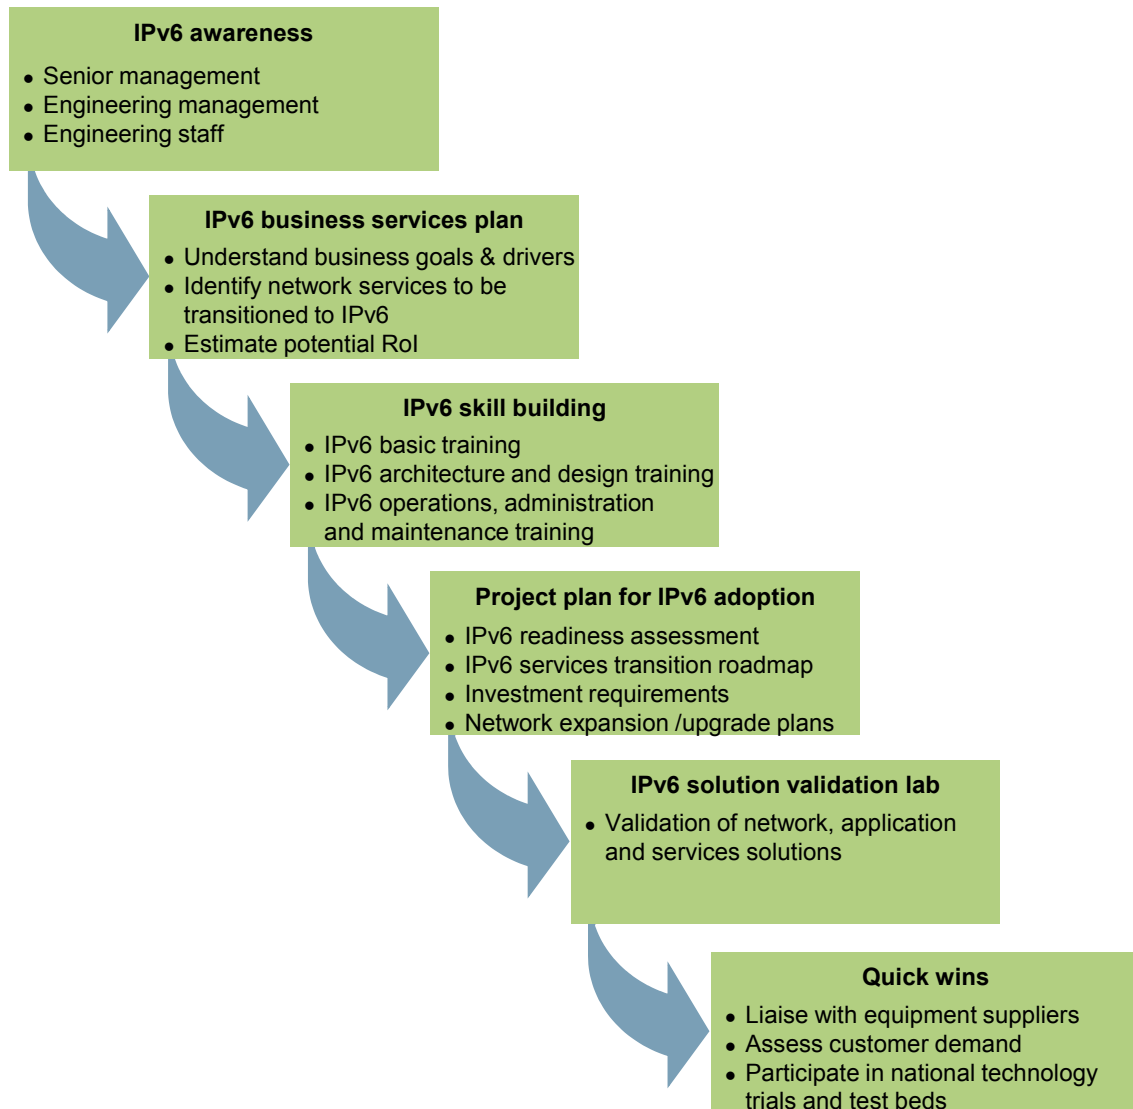 IPv6 awareness
• Senior management
• Engineering management
• Engineering staff
IPv6 business services plan
• Understand business goals & drivers
• Identify network services to be
transitioned to IPv6
• Estimate potential RoI
IPv6 skill building
• IPv6 basic training
• IPv6 architecture and design training
• IPv6 operations, administration
and maintenance training
Project plan for IPv6 adoption
• IPv6 readiness assessment
• IPv6 services transition roadmap
• Investment requirements
• Network expansion /upgrade plans
IPv6 solution validation lab
• Validation of network, application
and services solutions
Quick wins
• Liaise with equipment suppliers
• Assess customer demand
• Participate in national technology
trials and test beds